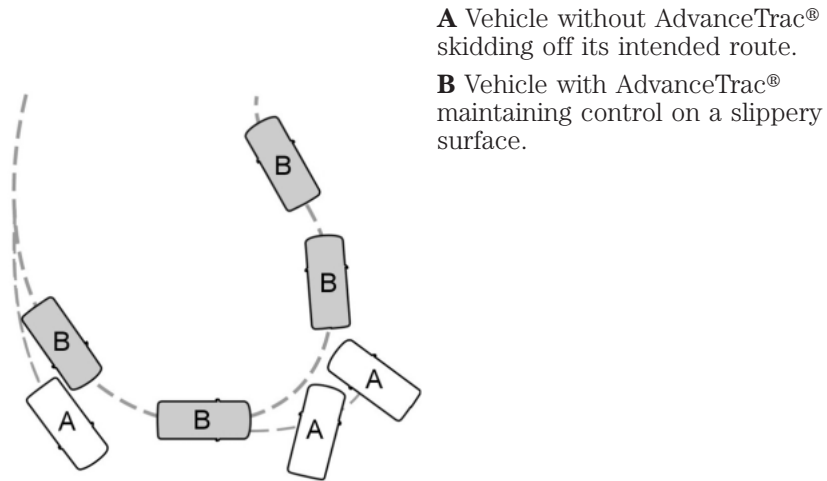 A Vehicle without AdvanceTrac®
skidding off its intended route.
B Vehicle with AdvanceTrac®
maintaining control on a slippery
surface.
B
B
B
A
A
B
A